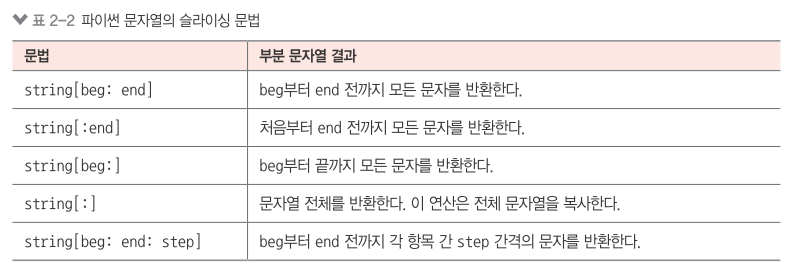 표 2-2 파이썬 문자열의 슬라이싱 문법
문법 부분 문자열 결과
string[beg: end] beg부터 end 전까지 모든 문자를 반환한다.
string[:end] 처음부터 end 전까지 모든 문자를 반환한다.
string[beg:] beg부터 끝까지 모든 문자를 반환한다.
string[:] 문자열 전체를 반환한다. 이 연산은 전체 문자열을 복사한다.
string[beg: end: step] beg부터 end 전까지 각 항목 간 step 간격의 문자를 반환한다.